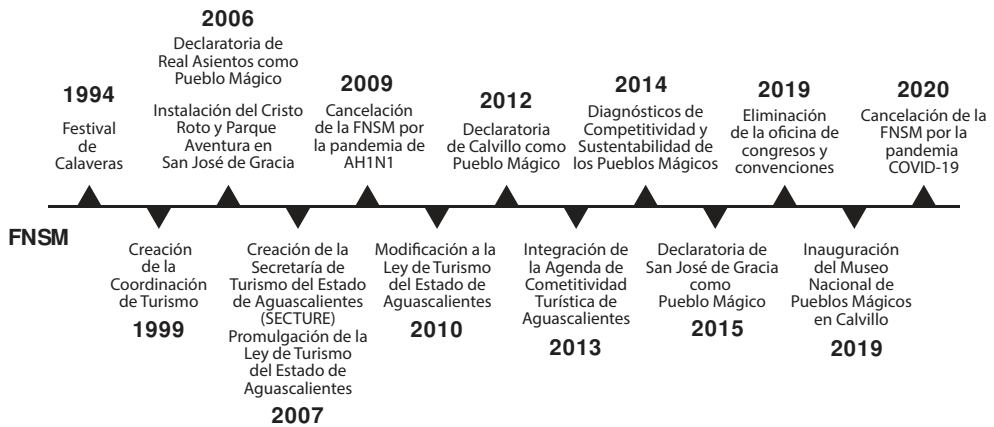 1994
Festival
de
Calaveras
2006
Declaratoria de
Real Asientos como
Pueblo Mágico
Instalación del Cristo
Roto y Parque
Aventura en
San José de Gracia
2009
Cancelación
de la FNSM por
la pandemia de
AH1N1
2012
Declaratoria
de Calvillo como
Pueblo Mágico
2014
Diagnósticos de
Competitividad y
Sustentabilidad de
los Pueblos Mágicos
2019
Eliminación
de la oficina de
congresos y
convenciones
2020
Cancelación de la
FNSM por la
pandemia
COVID-19
FNSM
Creación
de la
Coordinación
de Turismo
1999
Creación de la
Secretaría de
Turismo del Estado
de Aguascalientes
(SECTURE)
Promulgación de la
Ley de Turismo
del Estado de
Aguascalientes
2007
Modificación a la
Ley de Turismo
del Estado de
Aguascalientes
2010
Integración de
la Agenda de
Cometitividad
Turística de
Aguascalientes
2013
Declaratoria de
San José de Gracia
como
Pueblo Mágico
2015
Inauguración
del Museo
Nacional de
Pueblos Mágicos
en Calvillo
2019